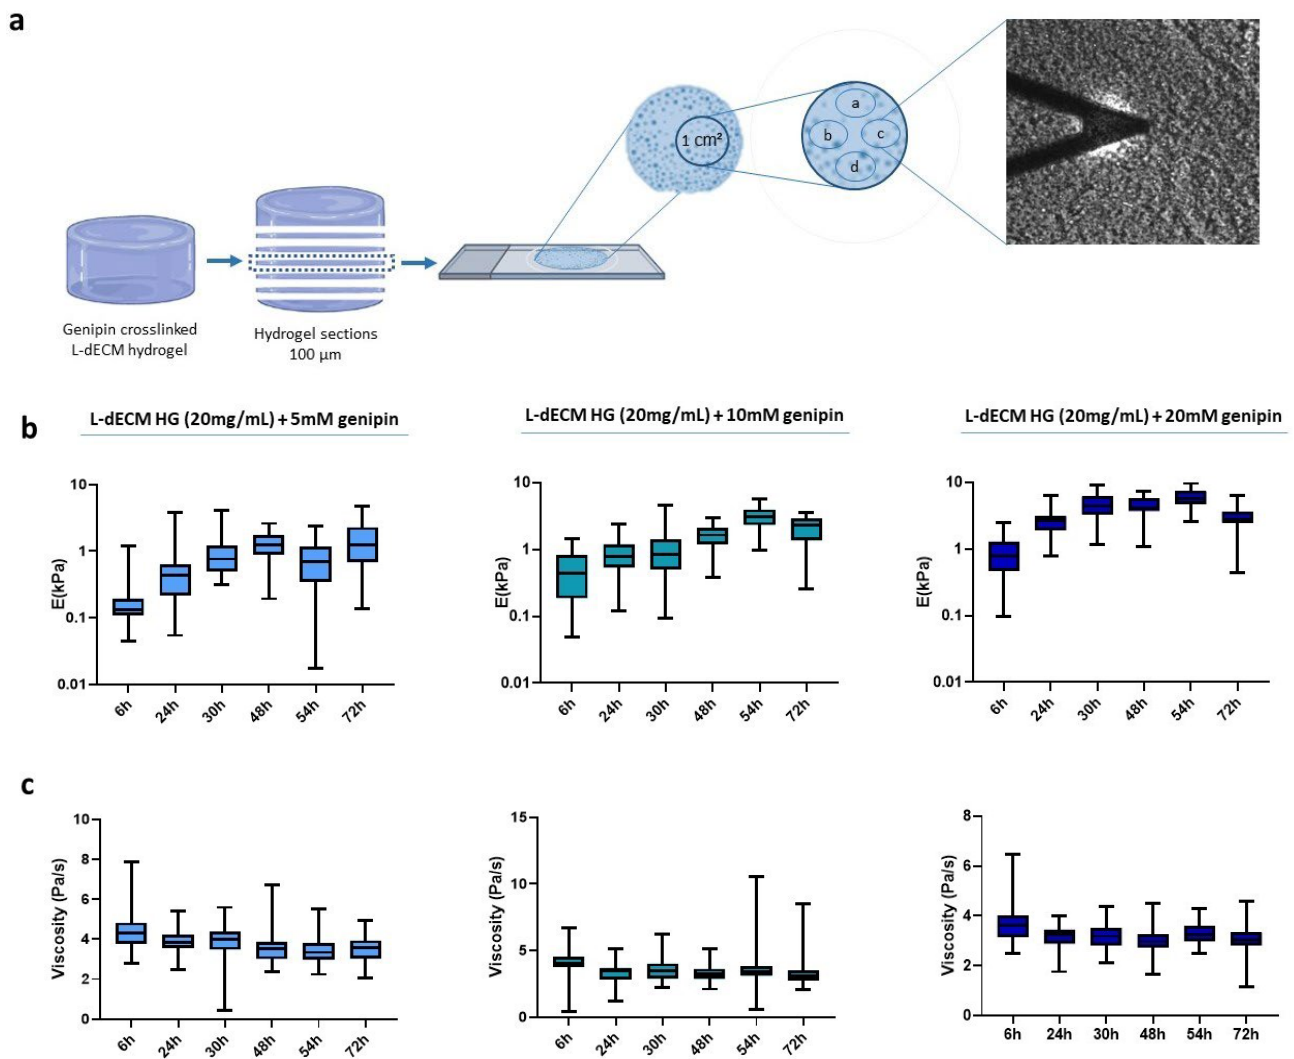 a
1 cm²
a
b
c
d
Genipin crosslinked
L-dECM hydrogel
Hydrogel sections
100 µm
b
L-dECM HG (20mg/mL) + 5mM genipin
L-dECM HG (20mg/mL) + 10mM genipin
L-dECM HG (20mg/mL) + 20mM genipin
E(kPa)
10
1
0.1
0.01
6h
24h
30h
48h
54h
72h
E(kPa)
10
1
0.1
0.01
6h
24h
30h
48h
54h
72h
E(kPa)
10
1
0.1
0.01
6h
24h
30h
48h
54h
72h
c
Viscosity (Pa/s)
10
8
6
4
2
0
6h
24h
30h
48h
54h
72h
Viscosity (Pa/s)
15
10
5
0
6h
24h
30h
48h
54h
72h
Viscosity (Pa/s)
8
6
4
2
0
6h
24h
30h
48h
54h
72h